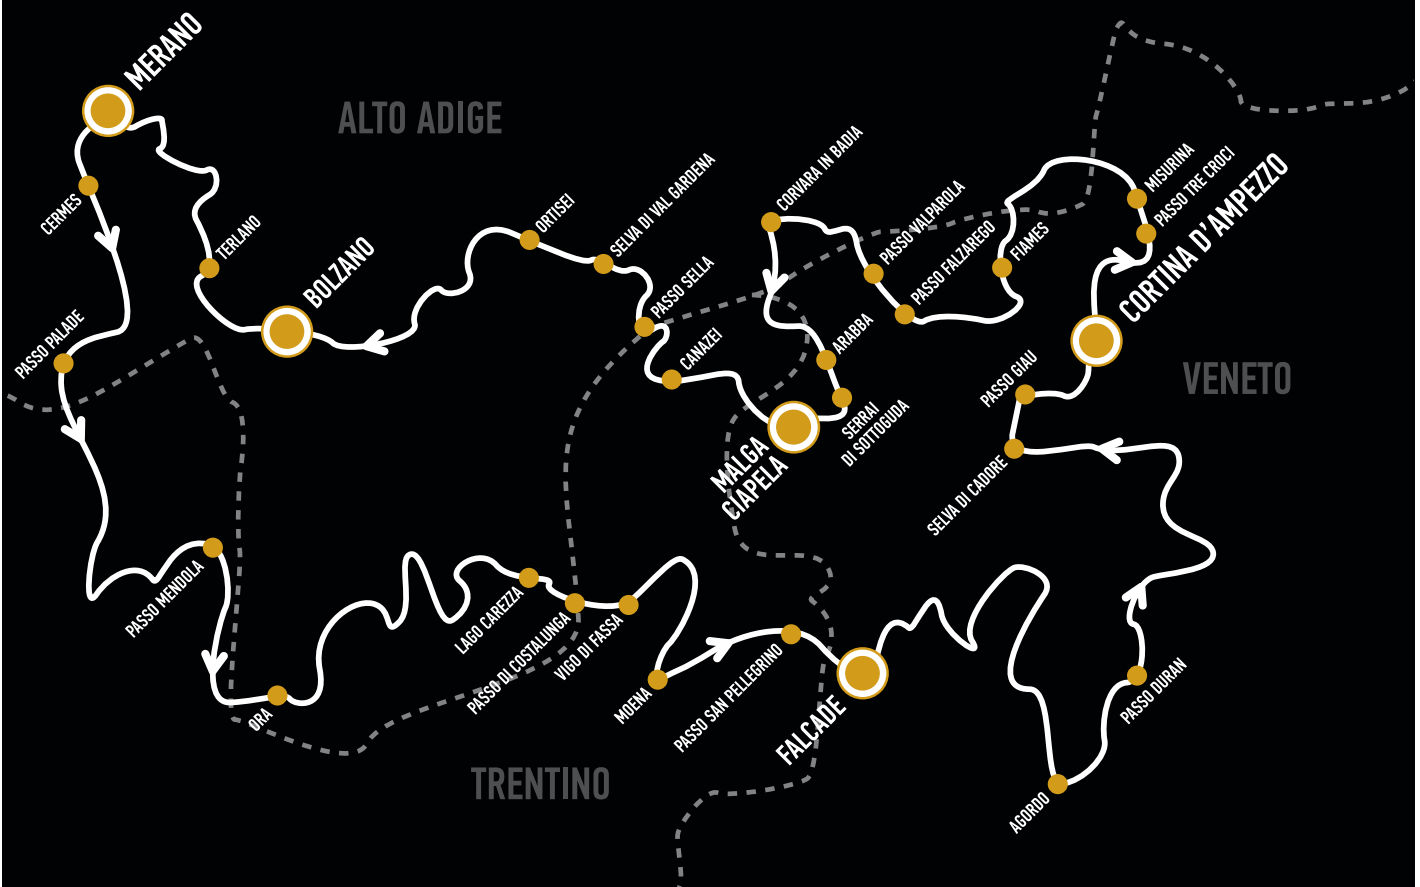 MERANO
ALTO ADIGE
CERMES
TERLANO
BOLZANO
ORTISEI
SELVA DI VAL GARDENA
CORVARA IN BADIA
PASSO VALPAROLA
PASSO FALZAREGO
FIAMES
MISURINA
PASSO TRE CROCI
CORTINA D'AMPEZZO
PASSO PALADE
PASSO SELLA
CANAZEI
ARABBA
SERRAI
DI SOTTOGUDA
MALGA
CIAPELA
PASSO GIAU
VENETO
SELVA DI CADORE
PASSO MENDOLA
LAGO CAREZZA
PASSO DI COSTALUNGA
VIGO DI FASSA
MOENA
PASSO SAN PELLEGRINO
FALCADE
PASSO DURAN
ORA
TRENTINO
AGORDO